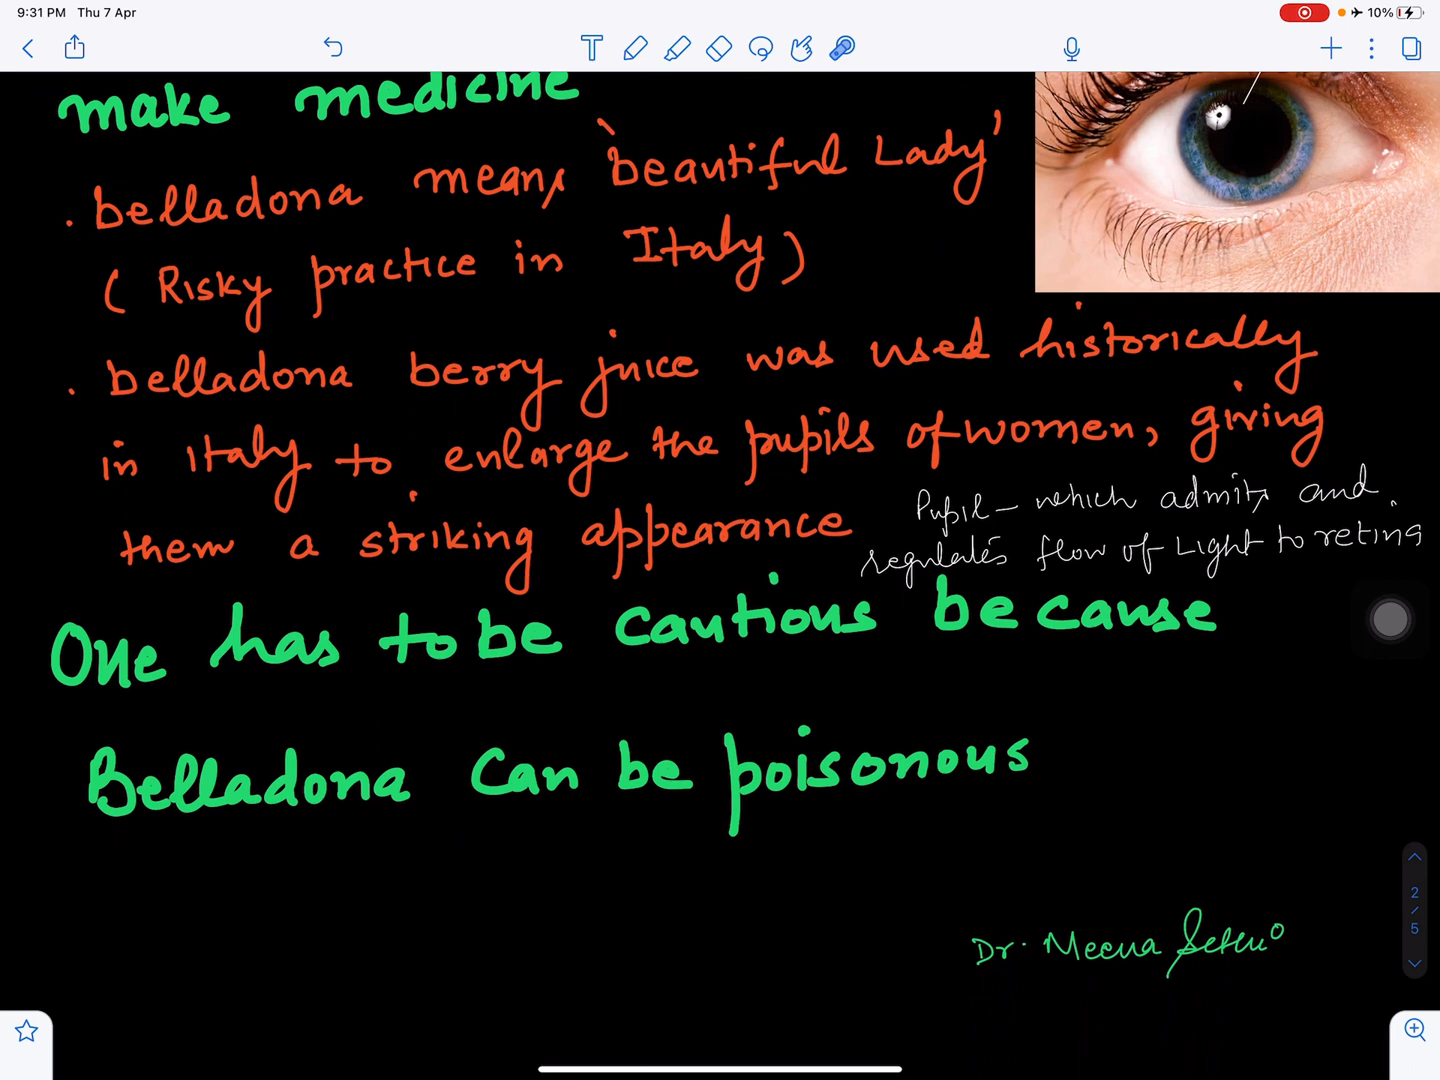 9:31 PM Thu 7 Apr
10%
make medicine
. belladona means 'beautiful Lady'
( Risky practice in Italy )
. belladona berry juice was used historically
in Italy to enlarge the pupils of women, giving
them a striking appearance
Pupil - which admits and
regulates flow of Light to retina
One has to be cautious because
Belladona can be poisonous
2
/
5
Dr. Meena